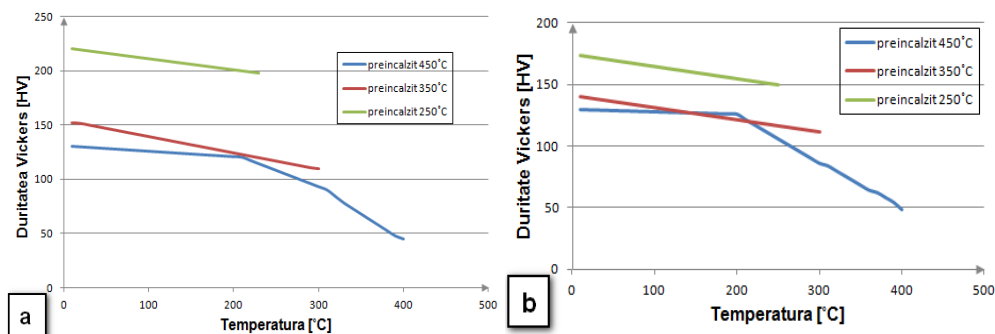 250
200
150
100
50
0
Duritatea Vickers [HV]
preincalzit 450°C
preincalzit 350°C
preincalzit 250°C
0 100 200 300 400 500
Temperatura [°C]
a
200
150
100
50
0
Duritate Vickers [HV]
preincalzit 450°C
preincalzit 350°C
preincalzit 250°C
0 100 200 300 400 500
Temperatura [°C]
b